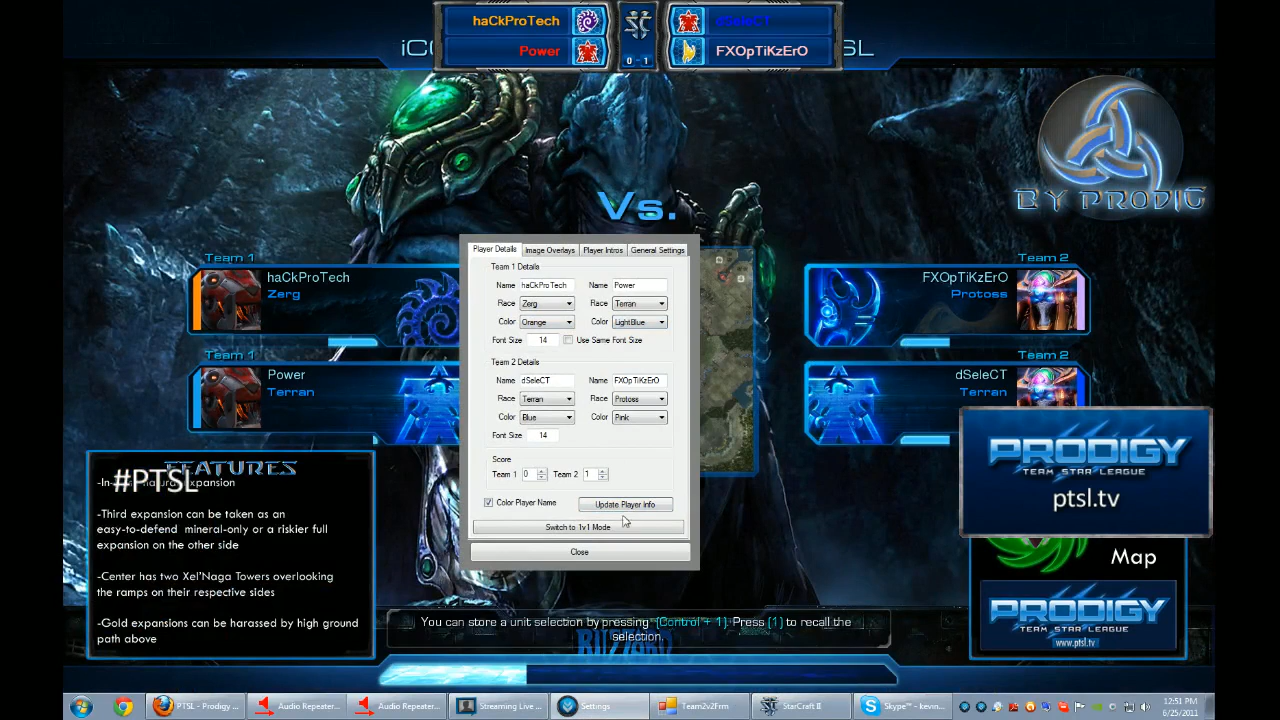 haCkProTech
dSeleCT
Power
FXOpTiKzErO
0 - 1
SL
Vs.
BY PRODIG
Player Details
Image Overlays
Player Intros
General Settings
Team 1 Details
Name haCkProTech Name Power
Race Zerg Race Terran
Color Orange Color LightBlue
Font Size 14 Use Same Font Size
Team 2 Details
Name dSeleCT Name FXOpTiKzErO
Race Terran Race Protoss
Color Blue Color Pink
Font Size 14
Score
Team 1 0 Team 2 1
Color Player Name
Update Player Info
Switch to 1v1 Mode
Close
Team 1
haCkProTech
Zerg
Team 1
Power
Terran
Team 2
FXOpTiKzErO
Protoss
Team 2
dSeleCT
Terran
FEATURES
#PTSL
-In- expansion
-Third expansion can be taken as an
easy-to-defend mineral-only or a riskier full
expansion on the other side
-Center has two Xel'Naga Towers overlooking
the ramps on their respective sides
-Gold expansions can be harassed by high ground
path above
PRODIGY
TEAM STAR LEAGUE
ptsl.tv
Map
PRODIGY
TEAM STAR LEAGUE
www.ptsl.tv
You can store a unit selection by pressing [Control + 1]. Press [1] to recall the
selection.
BLIZZARD
PTSL - Prodigy ...
Audio Repeater...
Audio Repeater...
Streaming Live ...
Settings
Team2v2Frm
StarCraft II
Skype™ - kevin...
12:51 PM
6/25/2011